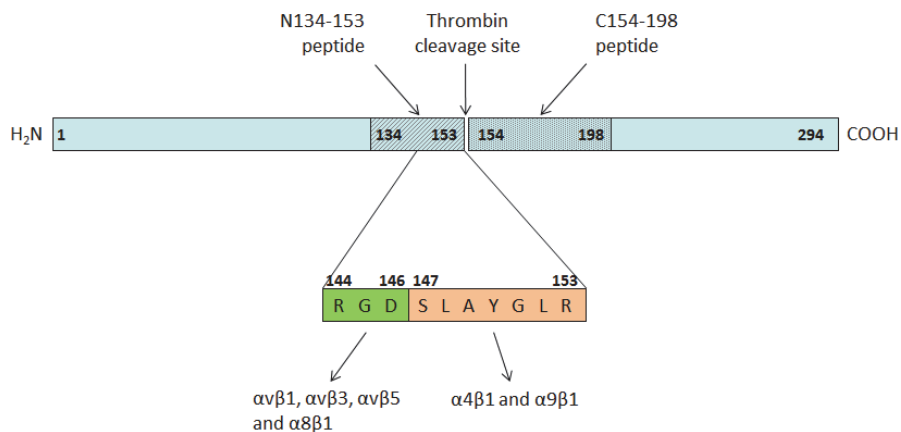 N134-153
peptide
Thrombin
cleavage site
C154-198
peptide
H₂N 1 134 153 154 198 294 COOH
144 146 147 153
R G D S L A Y G L R
αvβ1, αvβ3, αvβ5
and α8β1
α4β1 and α9β1